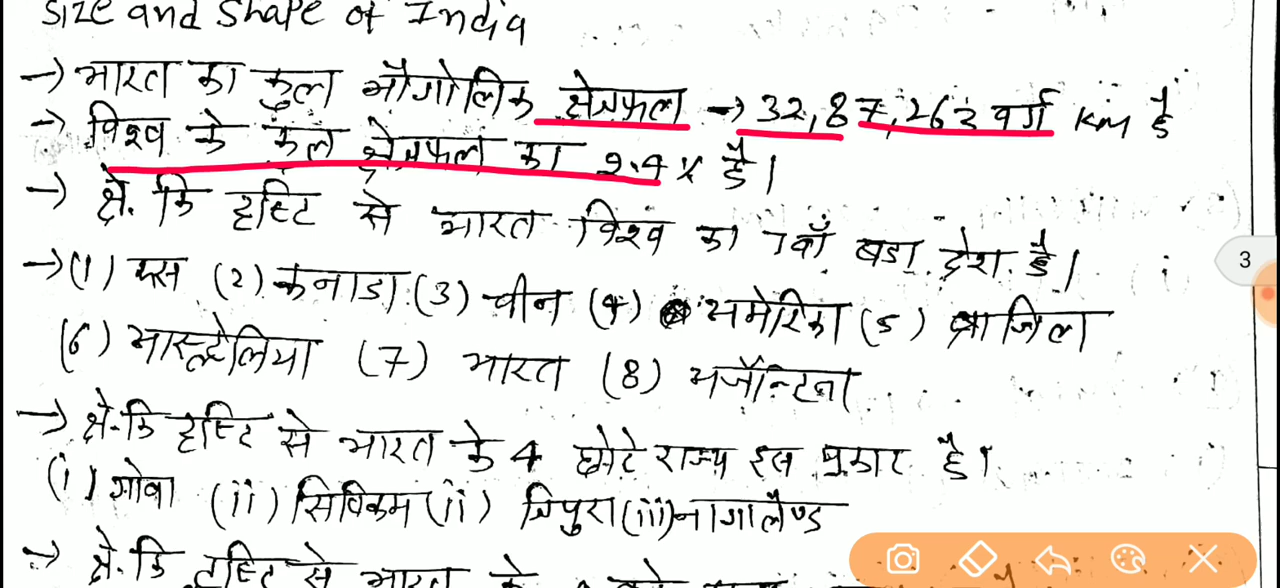 Size and Shape of India
→ भारत का कुल भौगोलिक क्षेत्रफल → 32,87,263 वर्ग KM है
→ विश्व के कुल क्षेत्रफल का 2.4% है।
→ क्षे. कि दृष्टि से भारत विश्व का 7वाँ बडा देश है।
→ (1) रूस (2) कनाडा (3) चीन (4) अमेरिका (5) ब्राजिल
(6) आस्ट्रेलिया (7) भारत (8) अर्जेन्टिना
→ क्षे. कि दृष्टि से भारत के 4 छोटे राज्य इस प्रकार है।
(i) गोवा (ii) सिक्किम (ii) त्रिपुरा (iii) नागालैण्ड
→ क्षे. कि दृष्टि से भारत के
3